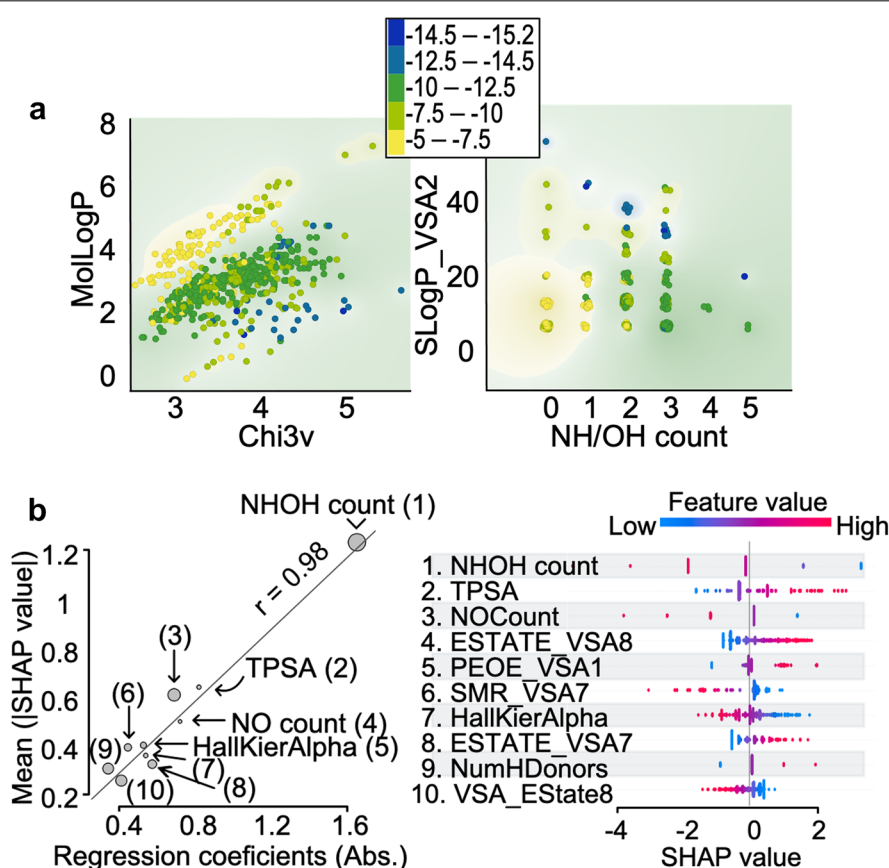 -14.5 – -15.2
-12.5 – -14.5
-10 – -12.5
-7.5 – -10
-5 – -7.5
a
8
6
4
2
0
MolLogP
3 4 5
Chi3v
40
20
0
SLogP_VSA2
0 1 2 3 4 5
NH/OH count
b
NHOH count (1)
r = 0.98
(3)
TPSA (2)
(6)
NO count (4)
HallKierAlpha (5)
(9)
(7)
(10)
(8)
1.2
1
0.8
0.6
0.4
0.2
Mean (|SHAP value|)
0.4 0.8 1.2 1.6
Regression coeficients (Abs.)
Feature value
Low High
1. NHOH count
2. TPSA
3. NOCount
4. ESTATE_VSA8
5. PEOE_VSA1
6. SMR_VSA7
7. HallKierAlpha
8. ESTATE_VSA7
9. NumHDonors
10. VSA_EState8
-4 -2 0 2
SHAP value